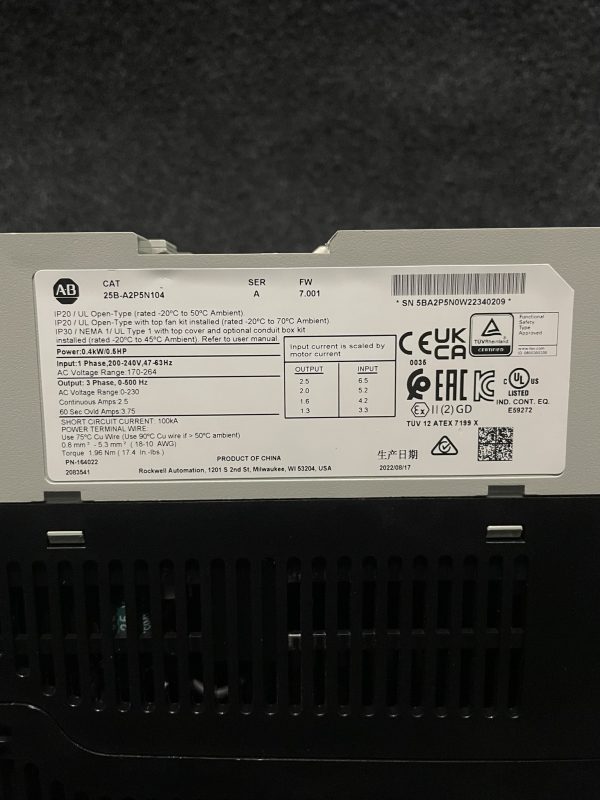 AB
CAT
25B-A2P5N104
SER
A
FW
7.001
* SN 5BA2P5N0W22340209 *
IP20 / UL Open-Type (rated -20°C to 50°C Ambient)
IP20 / UL Open-Type with top fan kit installed (rated -20°C to 70°C Ambient)
IP30 / NEMA 1/ UL Type 1 with top cover and optional conduit box kit
installed (rated -20°C to 45°C Ambient). Refer to user manual.
Power:0.4kW/0.5HP
Input:1 Phase,200-240V,47-63Hz
AC Voltage Range:170-264
Output: 3 Phase, 0-500 Hz
AC Voltage Range 0-230
Continuous Amps 2.5
60 Sec Ovld Amps 3.75
SHORT CIRCUIT CURRENT: 100kA
POWER TERMINAL WIRE:
Use 75°C Cu Wire (Use 90°C Cu wire if > 50°C ambient)
0.8 mm² - 5.3 mm² (18-10 AWG)
Torque 1.96 Nm ( 17.4 In.-lbs)
PN-164022
2083541
PRODUCT OF CHINA
Rockwell Automation, 1201 S 2nd St, Milwaukee, WI 53204, USA
Input current is scaled by
motor current
OUTPUT INPUT
2.5 6.5
2.0 5.2
1.6 4.2
1.3 3.3
CE
0035
UK
CA
TÜVRheinland
CERTIFIED
Functional
Safety
Type
Approved
EAC
C UL US
LISTED
IND. CONT. EQ.
E59272
Ex II (2) GD
TUV 12 ATEX 7199 X
生产日期
2022/08/17